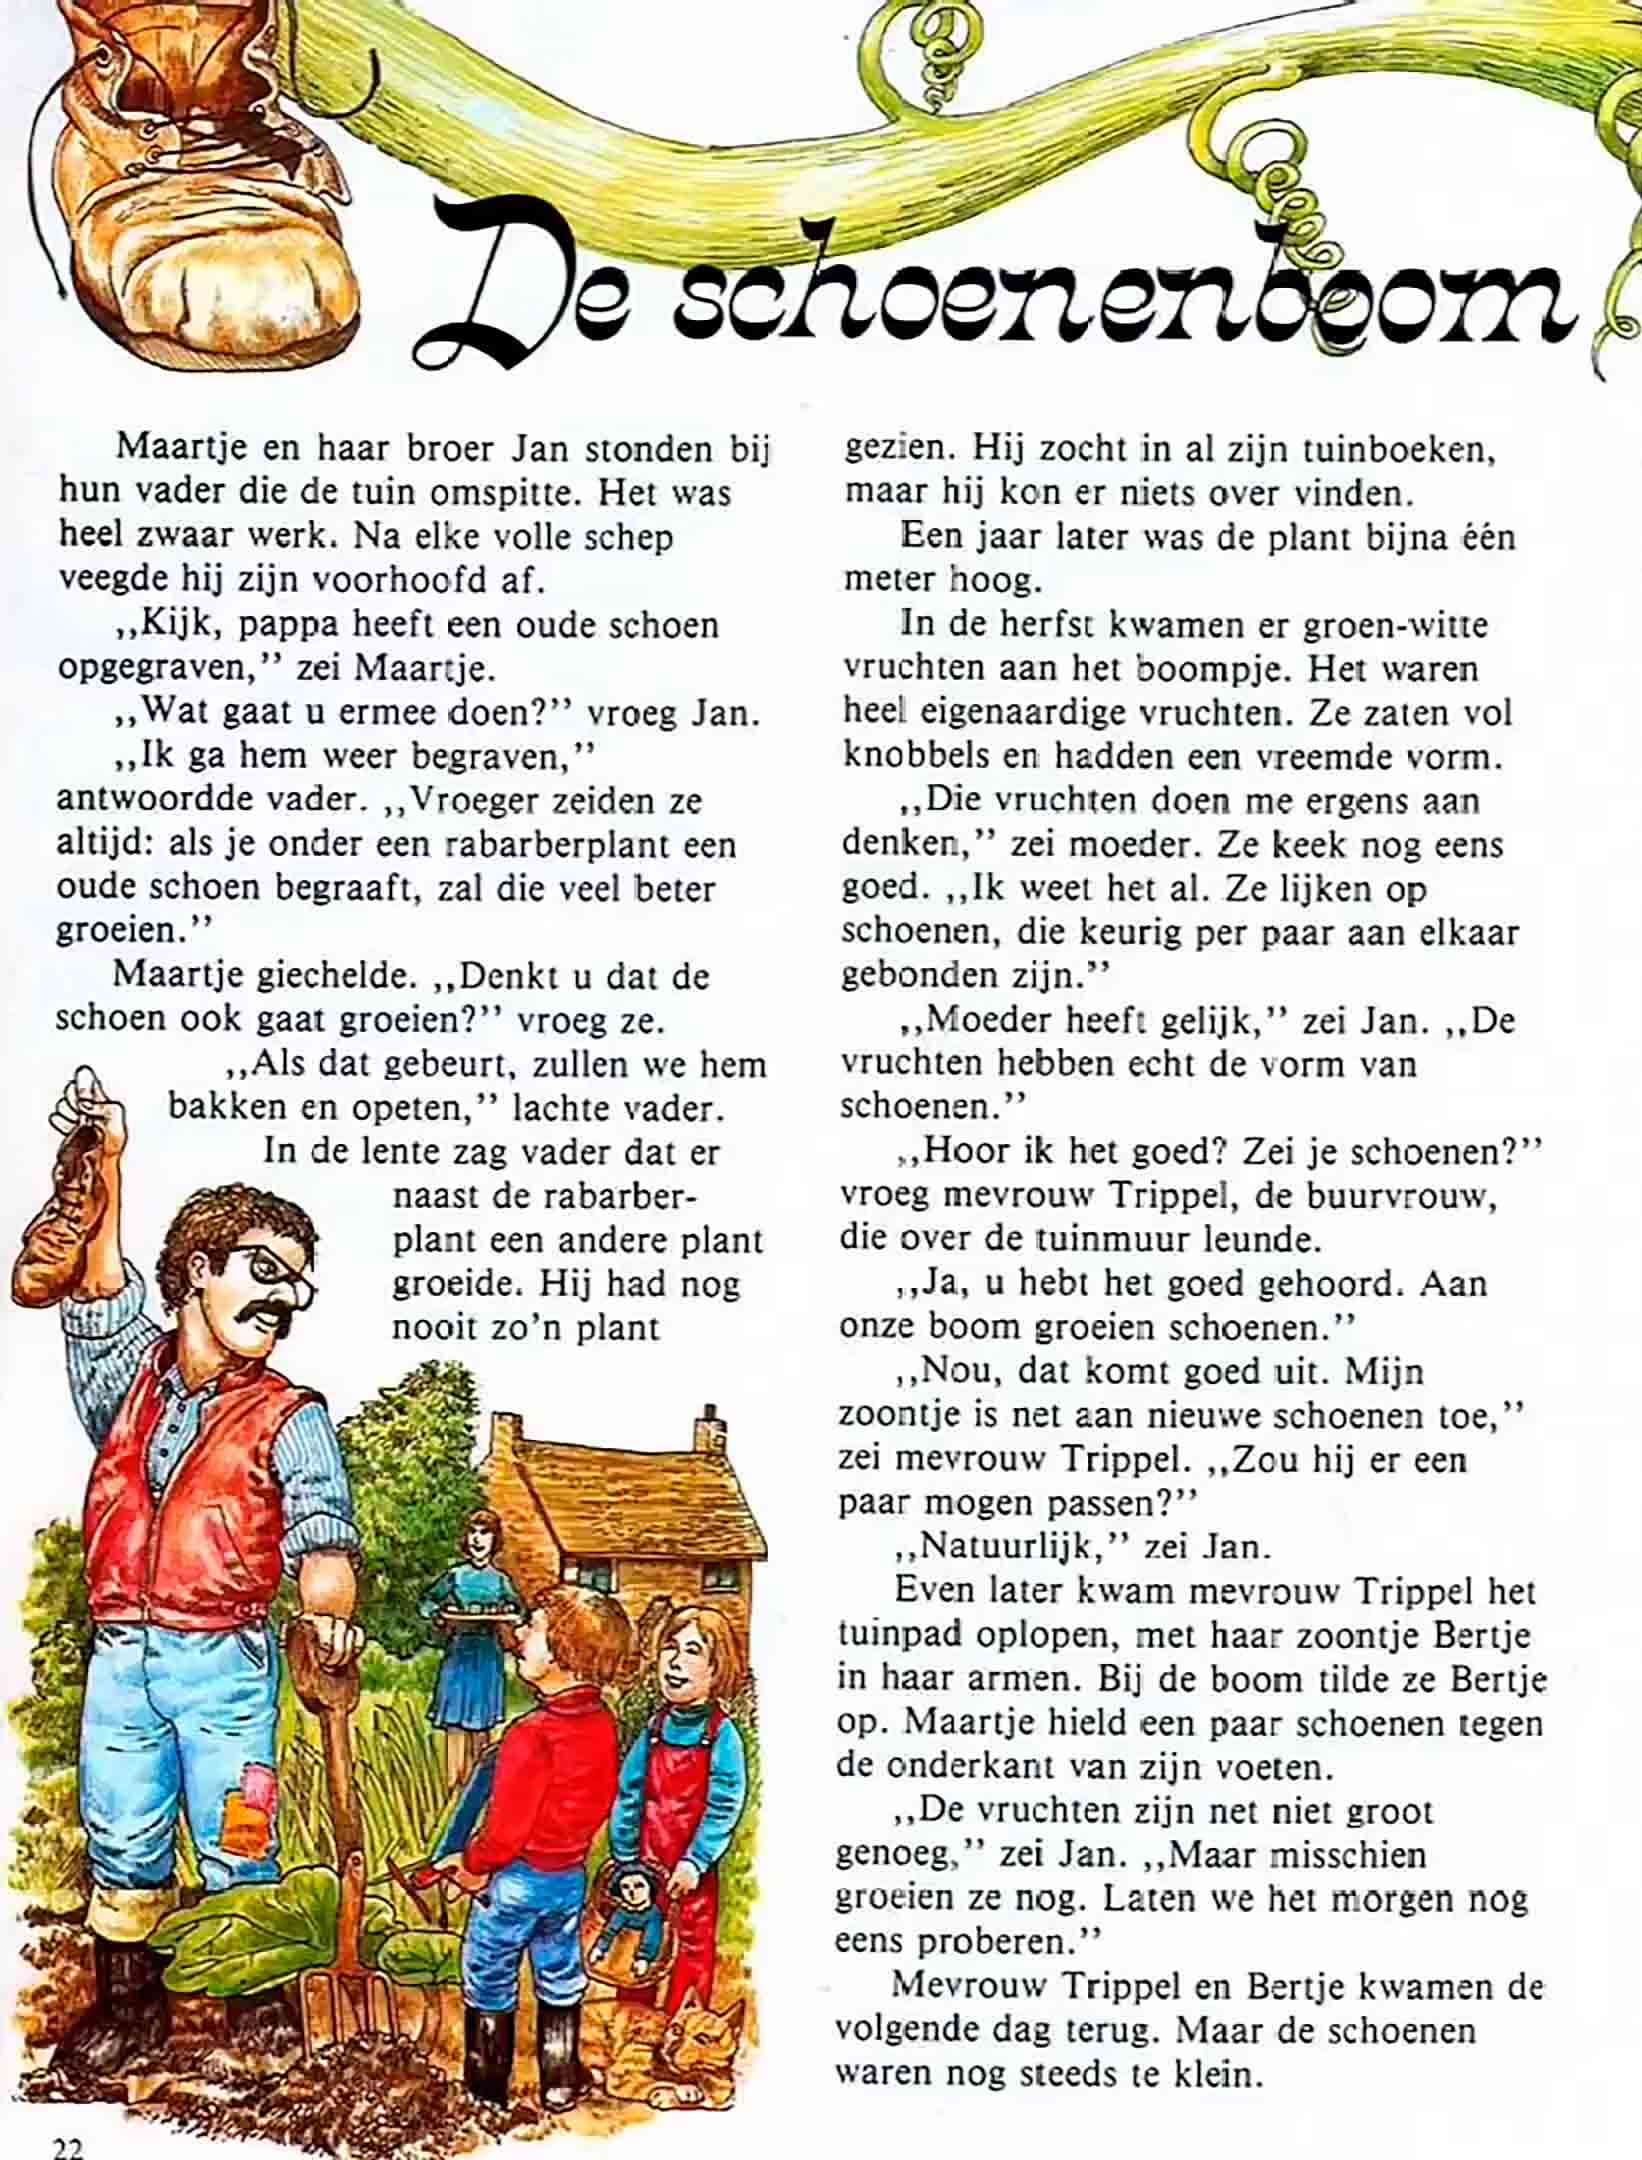 De schoenenboom
Maartje en haar broer Jan stonden bij
hun vader die de tuin omspitte. Het was
heel zwaar werk. Na elke volle schep
veegde hij zijn voorhoofd af.
,,Kijk, pappa heeft een oude schoen
opgegraven,’’ zei Maartje.
,,Wat gaat u ermee doen?’’ vroeg Jan.
,,Ik ga hem weer begraven,’’
antwoordde vader. ,,Vroeger zeiden ze
altijd: als je onder een rabarberplant een
oude schoen begraaft, zal die veel beter
groeien.’’
Maartje giechelde. ,,Denkt u dat de
schoen ook gaat groeien?’’ vroeg ze.
,,Als dat gebeurt, zullen we hem
bakken en opeten,’’ lachte vader.
In de lente zag vader dat er
naast de rabarber-
plant een andere plant
groeide. Hij had nog
nooit zo’n plant
gezien. Hij zocht in al zijn tuinboeken,
maar hij kon er niets over vinden.
Een jaar later was de plant bijna één
meter hoog.
In de herfst kwamen er groen-witte
vruchten aan het boompje. Het waren
heel eigenaardige vruchten. Ze zaten vol
knobbels en hadden een vreemde vorm.
,,Die vruchten doen me ergens aan
denken,’’ zei moeder. Ze keek nog eens
goed. ,,Ik weet het al. Ze lijken op
schoenen, die keurig per paar aan elkaar
gebonden zijn.’’
,,Moeder heeft gelijk,’’ zei Jan. ,,De
vruchten hebben echt de vorm van
schoenen.’’
,,Hoor ik het goed? Zei je schoenen?’’
vroeg mevrouw Trippel, de buurvrouw,
die over de tuinmuur leunde.
,,Ja, u hebt het goed gehoord. Aan
onze boom groeien schoenen.’’
,,Nou, dat komt goed uit. Mijn
zoontje is net aan nieuwe schoenen toe,’’
zei mevrouw Trippel. ,,Zou hij er een
paar mogen passen?’’
,,Natuurlijk,’’ zei Jan.
Even later kwam mevrouw Trippel het
tuinpad oplopen, met haar zoontje Bertje
in haar armen. Bij de boom tilde ze Bertje
op. Maartje hield een paar schoenen tegen
de onderkant van zijn voeten.
,,De vruchten zijn net niet groot
genoeg,’’ zei Jan. ,,Maar misschien
groeien ze nog. Laten we het morgen nog
eens proberen.’’
Mevrouw Trippel en Bertje kwamen de
volgende dag terug. Maar de schoenen
waren nog steeds te klein.
22